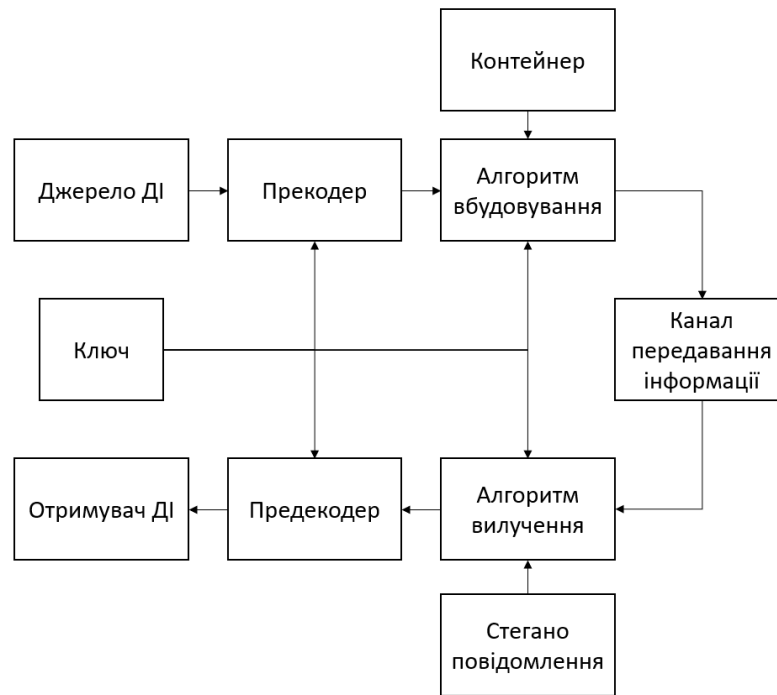 Контейнер
Джерело ДІ
Прекодер
Алгоритм
вбудовування
Ключ
Канал
передавання
інформації
Отримувач ДІ
Предекодер
Алгоритм
вилучення
Стегано
повідомлення